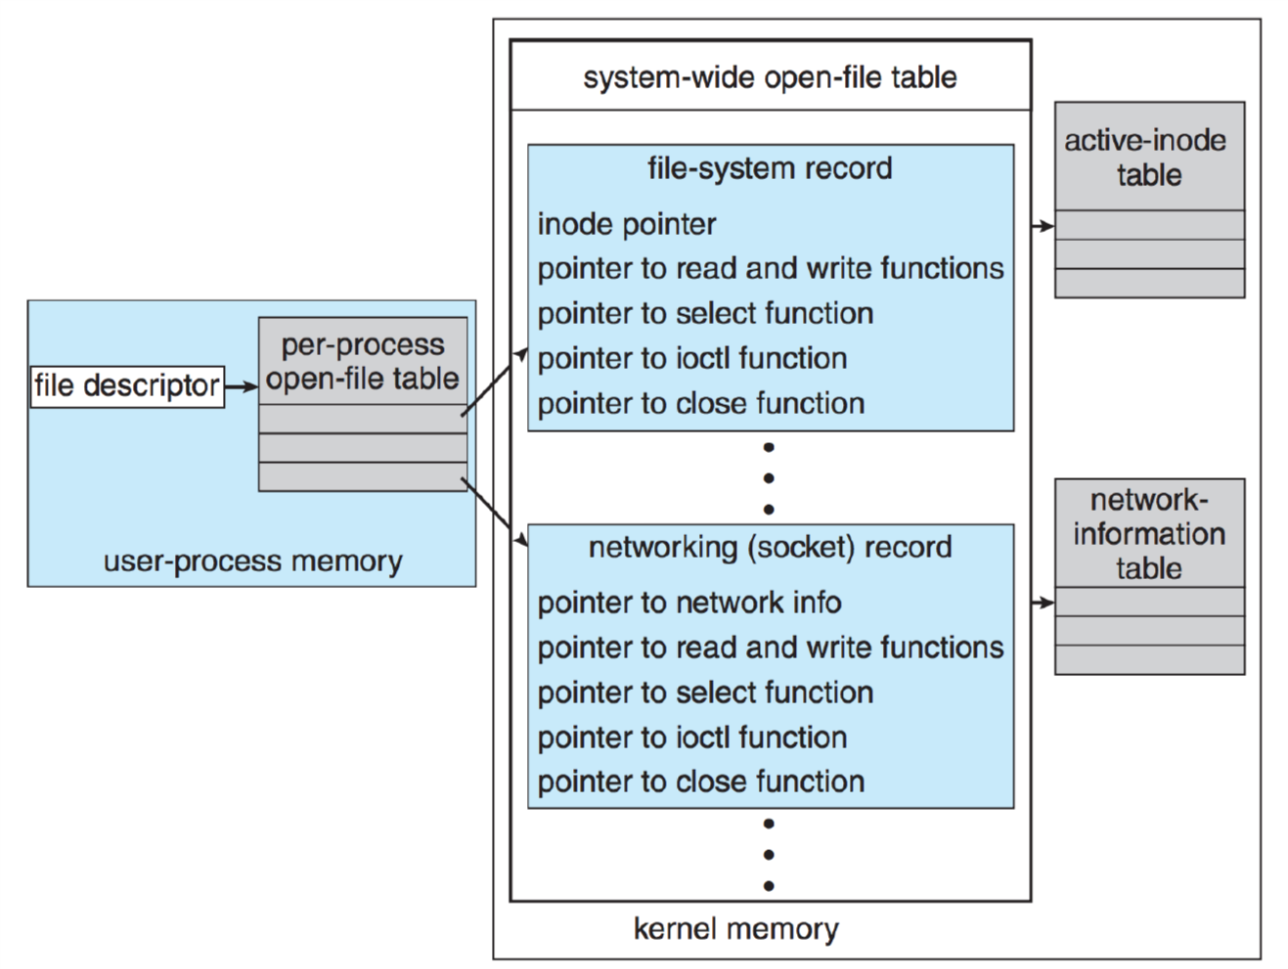 system-wide open-file table
file-system record
inode pointer
pointer to read and write functions
pointer to select function
pointer to ioctl function
pointer to close function
active-inode
table
file descriptor
per-process
open-file table
user-process memory
networking (socket) record
pointer to network info
pointer to read and write functions
pointer to select function
pointer to ioctl function
pointer to close function
network-
information
table
kernel memory